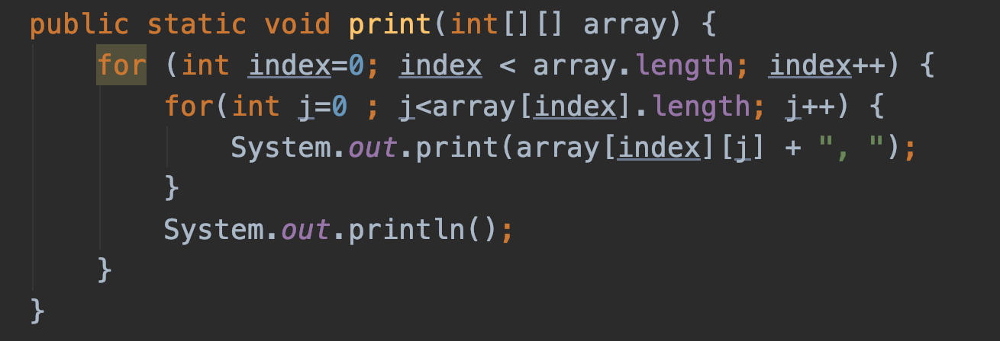 public static void print(int[][] array) {
    for (int index=0; index < array.length; index++) {
        for(int j=0 ; j<array[index].length; j++) {
            System.out.print(array[index][j] + ", ");
        }
        System.out.println();
    }
}